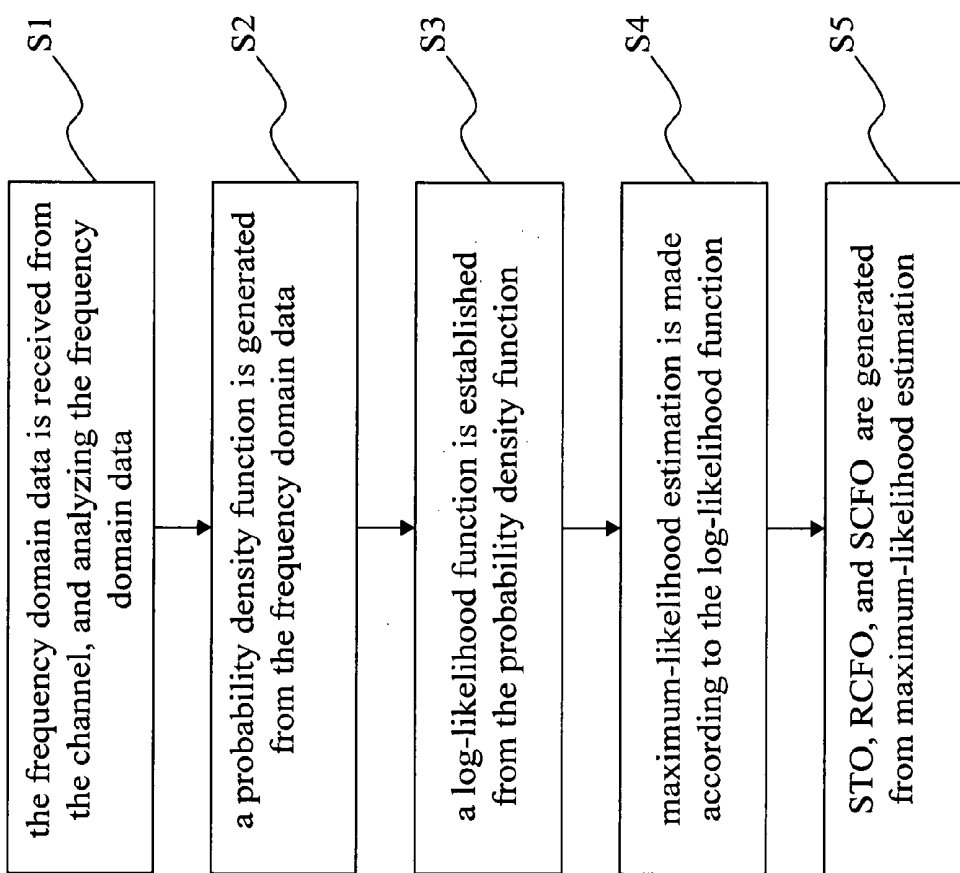 the frequency domain data is received from
the channel, and analyzing the frequency
domain data
S1
a probability density function is generated
from the frequency domain data
S2
a log-likelihood function is established
from the probability density function
S3
maximum-likelihood estimation is made
according to the log-likelihood function
S4
STO, RCFO, and SCFO are generated
from maximum-likelihood estimation
S5